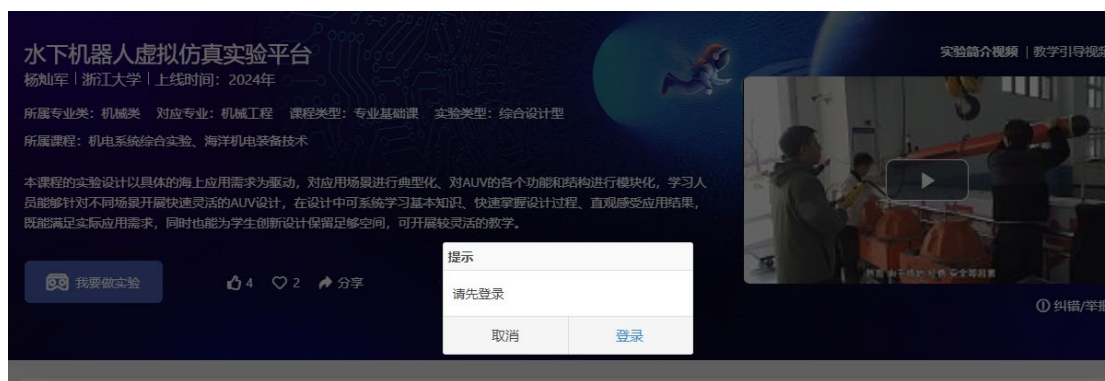 水下机器人虚拟仿真实验平台
杨灿军 | 浙江大学 | 上线时间：2024年
所属专业类：机械类 对应专业：机械工程 课程类型：专业基础课 实验类型：综合设计型
所属课程：机电系统综合实验、海洋机电装备技术
本课程的实验设计以具体的海上应用需求为驱动，对应用场景进行典型化、对AUV的各个功能和结构进行模块化，学习人
员能够针对不同场景开展快速灵活的AUV设计，在设计中可系统学习基本知识、快速掌握设计过程、直观感受应用结果，
既能满足实际应用需求，同时也能为学生创新设计保留足够空间，可开展较灵活的教学。
我要做实验
4 2 分享
实验简介视频 | 教学引导视频
纠错/举报
提示
请先登录
取消 登录